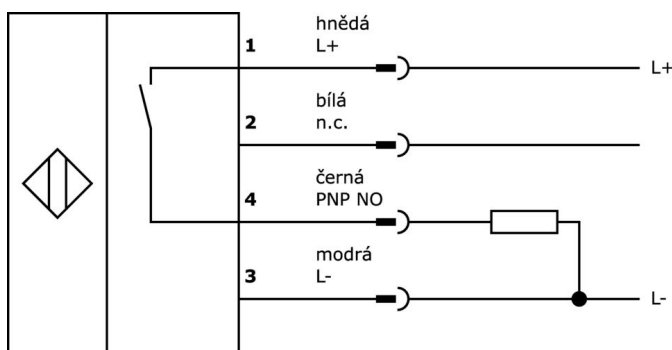 hnědá
1 L+ L+
bílá
2 n.c.
černá
4 PNP NO
modrá
3 L- L-